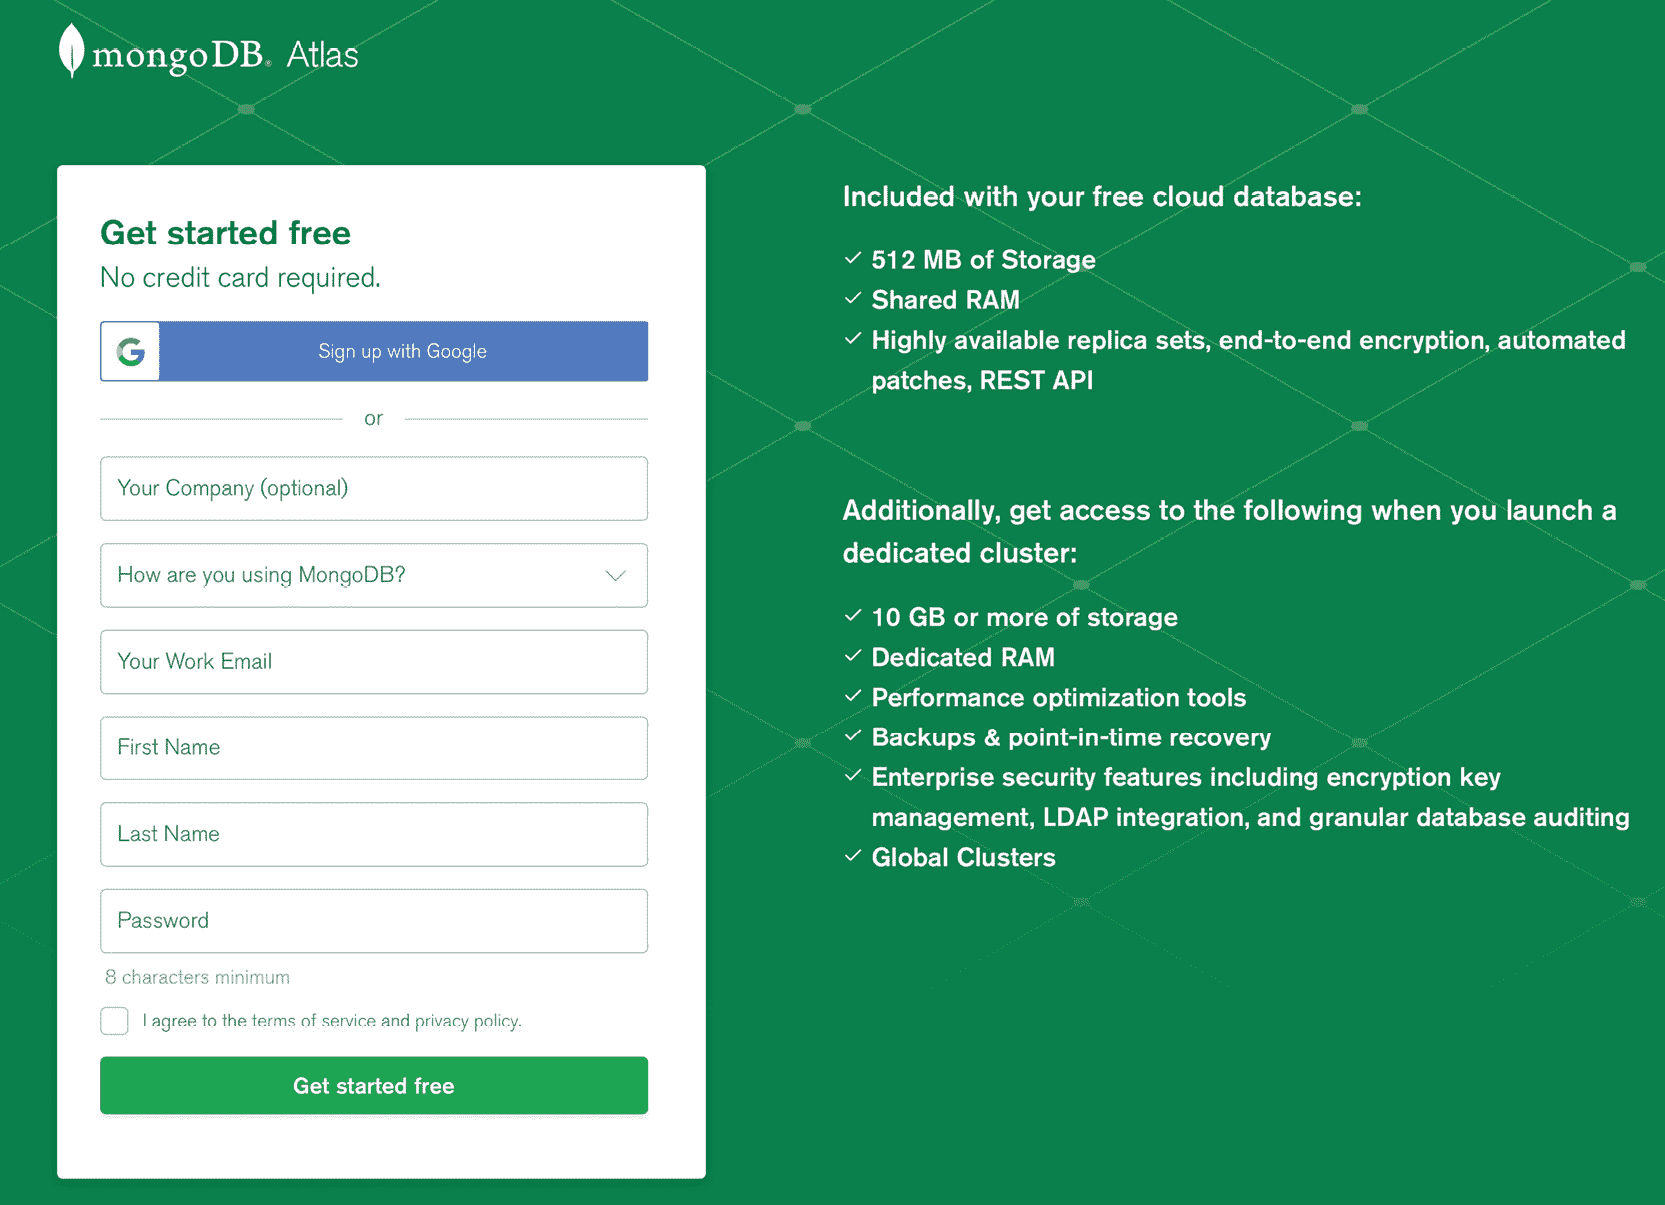 mongoDB® Atlas
Get started free
No credit card required.
G Sign up with Google
or
Your Company (optional)
How are you using MongoDB?
Your Work Email
First Name
Last Name
Password
8 characters minimum
I agree to the terms of service and privacy policy.
Get started free
Included with your free cloud database:
512 MB of Storage
Shared RAM
Highly available replica sets, end-to-end encryption, automated
patches, REST API
Additionally, get access to the following when you launch a
dedicated cluster:
10 GB or more of storage
Dedicated RAM
Performance optimization tools
Backups & point-in-time recovery
Enterprise security features including encryption key
management, LDAP integration, and granular database auditing
Global Clusters